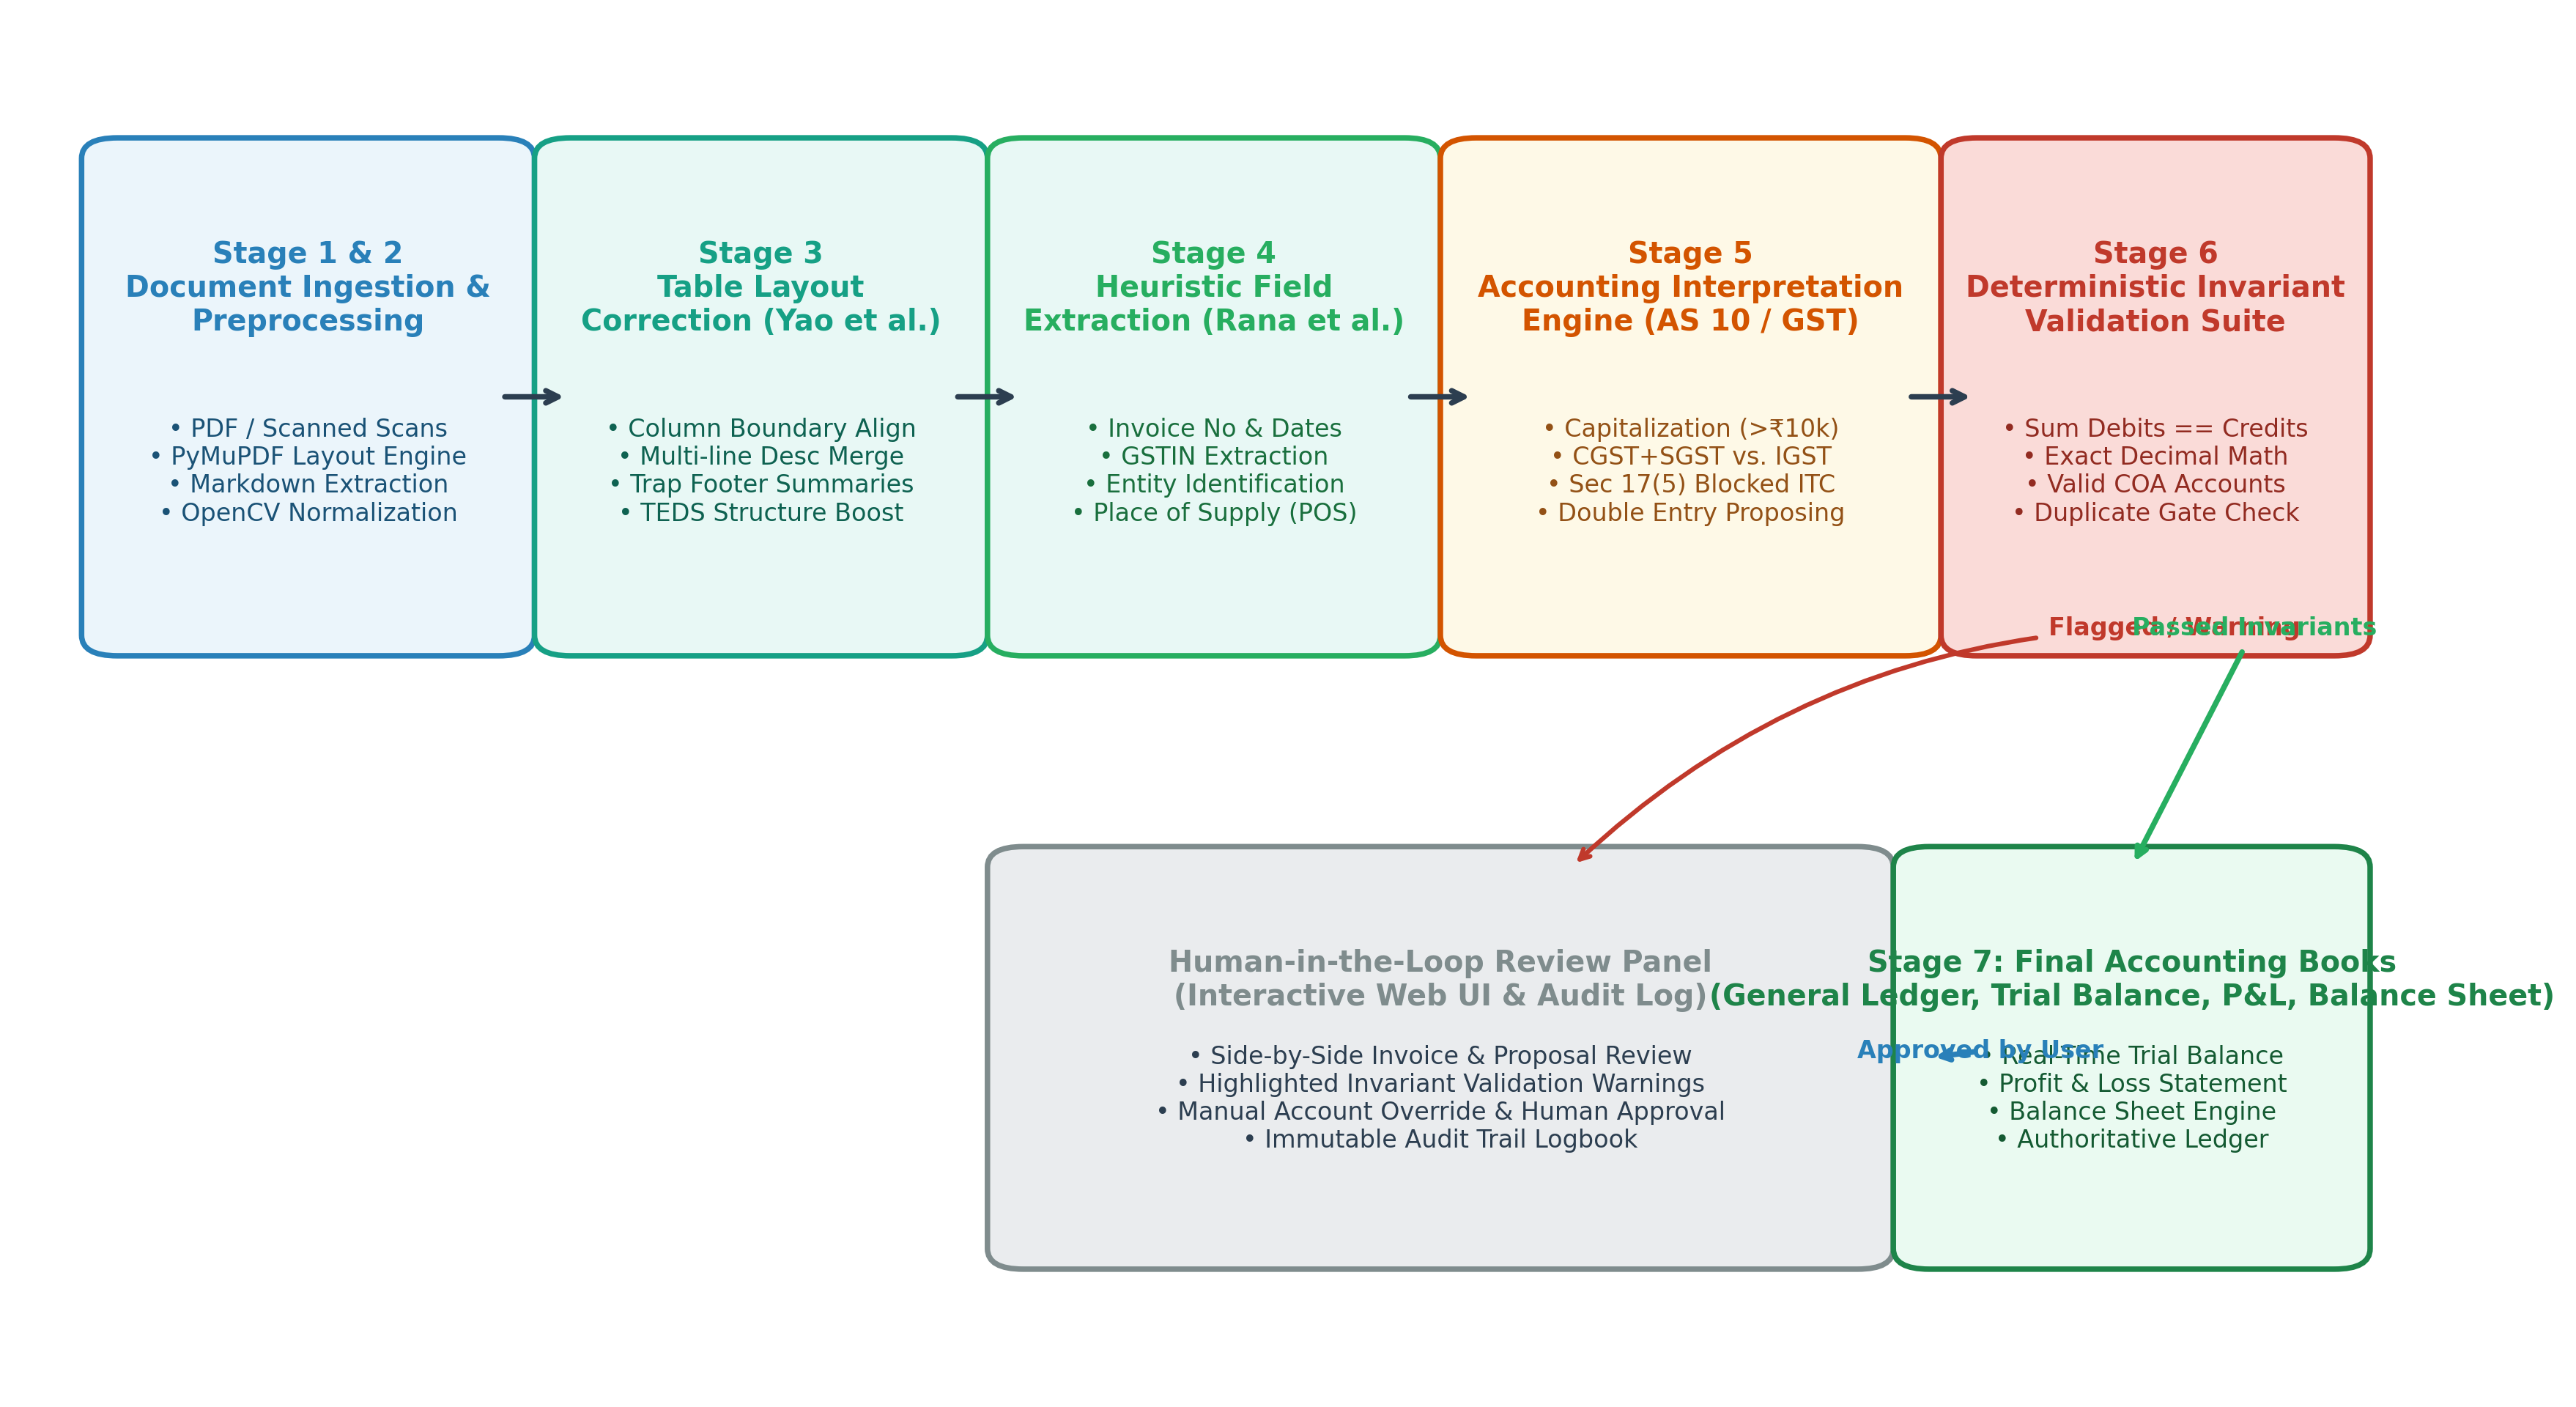 Stage 1 & 2
Document Ingestion &
Preprocessing
• PDF / Scanned Scans
• PyMuPDF Layout Engine
• Markdown Extraction
• OpenCV Normalization
Stage 3
Table Layout
Correction (Yao et al.)
• Column Boundary Align
• Multi-line Desc Merge
• Trap Footer Summaries
• TEDS Structure Boost
Stage 4
Heuristic Field
Extraction (Rana et al.)
• Invoice No & Dates
• GSTIN Extraction
• Entity Identification
• Place of Supply (POS)
Stage 5
Accounting Interpretation
Engine (AS 10 / GST)
• Capitalization (>₹10k)
• CGST+SGST vs. IGST
• Sec 17(5) Blocked ITC
• Double Entry Proposing
Stage 6
Deterministic Invariant
Validation Suite
• Sum Debits == Credits
• Exact Decimal Math
• Valid COA Accounts
• Duplicate Gate Check
Flagged / Warning
Passed Invariants
Human-in-the-Loop Review Panel
(Interactive Web UI & Audit Log)
• Side-by-Side Invoice & Proposal Review
• Highlighted Invariant Validation Warnings
• Manual Account Override & Human Approval
• Immutable Audit Trail Logbook
Approved by User
Stage 7: Final Accounting Books
(General Ledger, Trial Balance, P&L, Balance Sheet)
• Real-Time Trial Balance
• Profit & Loss Statement
• Balance Sheet Engine
• Authoritative Ledger